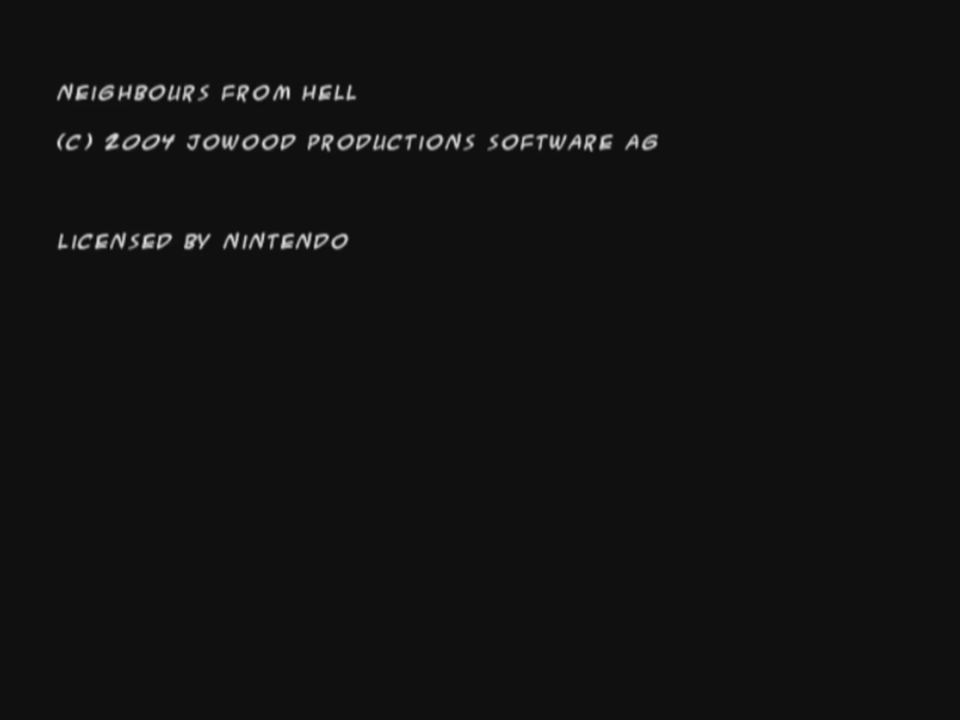 NEIGHBOURS FROM HELL
(C) 2004 JOWOOD PRODUCTIONS SOFTWARE AG
LICENSED BY NINTENDO